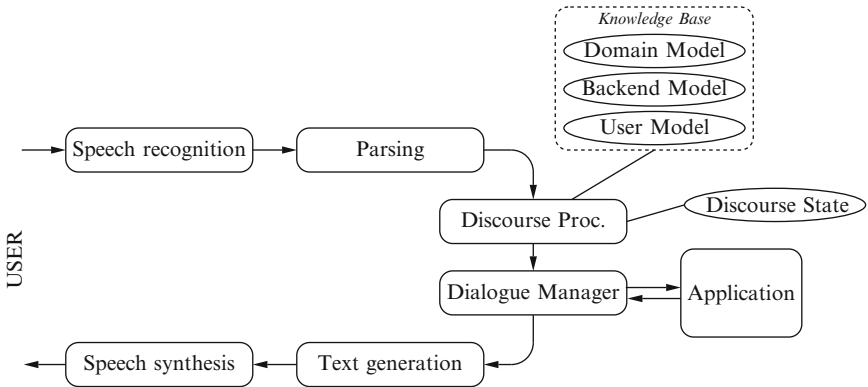 Knowledge Base
Domain Model
Backend Model
User Model
Speech recognition
Parsing
Discourse Proc.
Discourse State
USER
Dialogue Manager
Application
Speech synthesis
Text generation